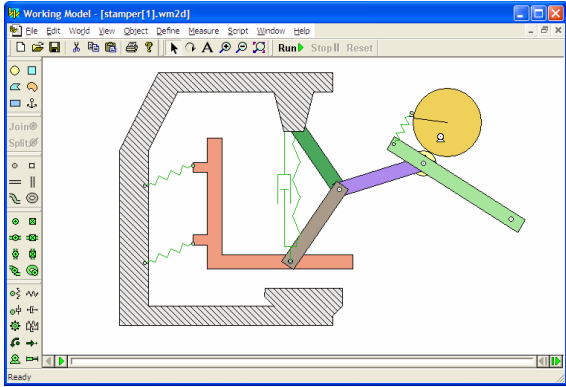 Working Model - [stamper[1].wm2d]
File Edit World View Object Define Measure Script Window Help
A Run Stop Reset
Join
Split
Ready